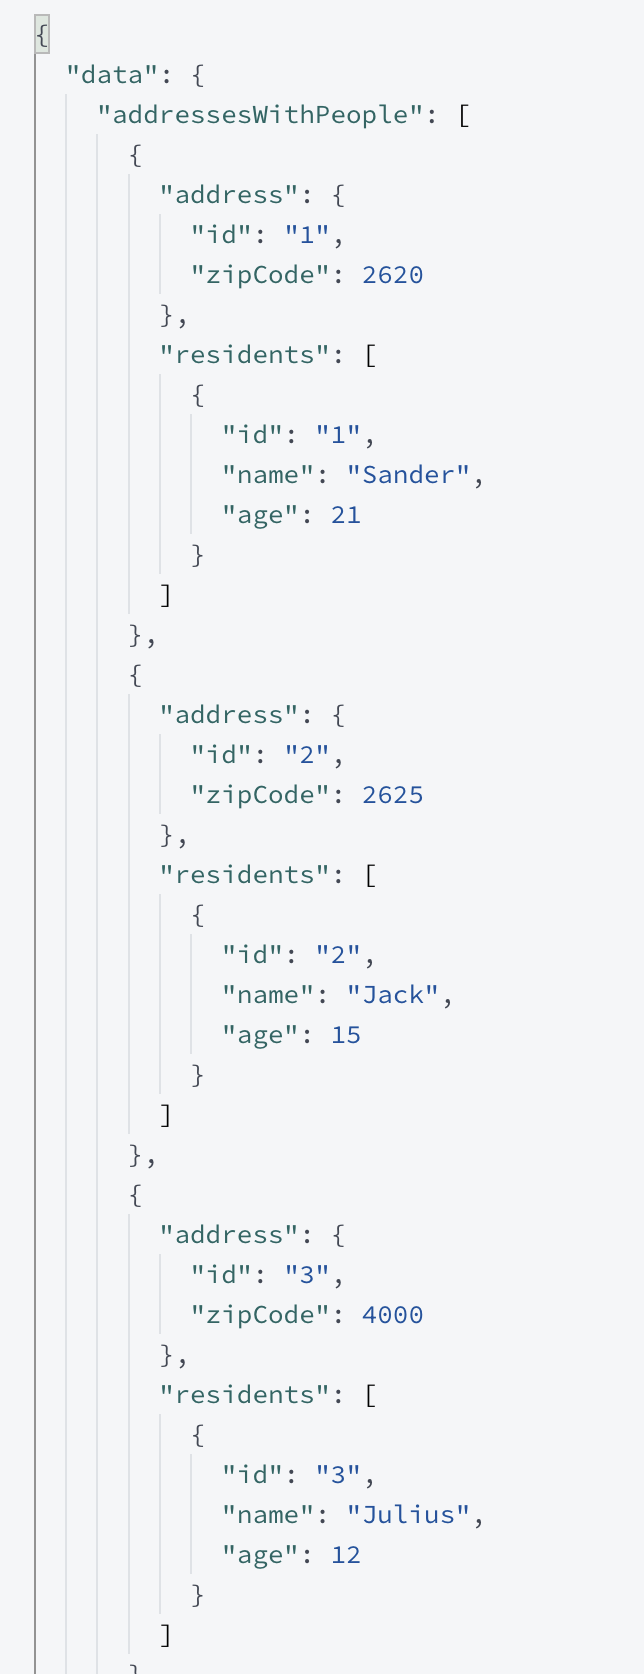 {
  "data": {
    "addressesWithPeople": [
      {
        "address": {
          "id": "1",
          "zipCode": 2620
        },
        "residents": [
          {
            "id": "1",
            "name": "Sander",
            "age": 21
          }
        ]
      },
      {
        "address": {
          "id": "2",
          "zipCode": 2625
        },
        "residents": [
          {
            "id": "2",
            "name": "Jack",
            "age": 15
          }
        ]
      },
      {
        "address": {
          "id": "3",
          "zipCode": 4000
        },
        "residents": [
          {
            "id": "3",
            "name": "Julius",
            "age": 12
          }
        ]
      }